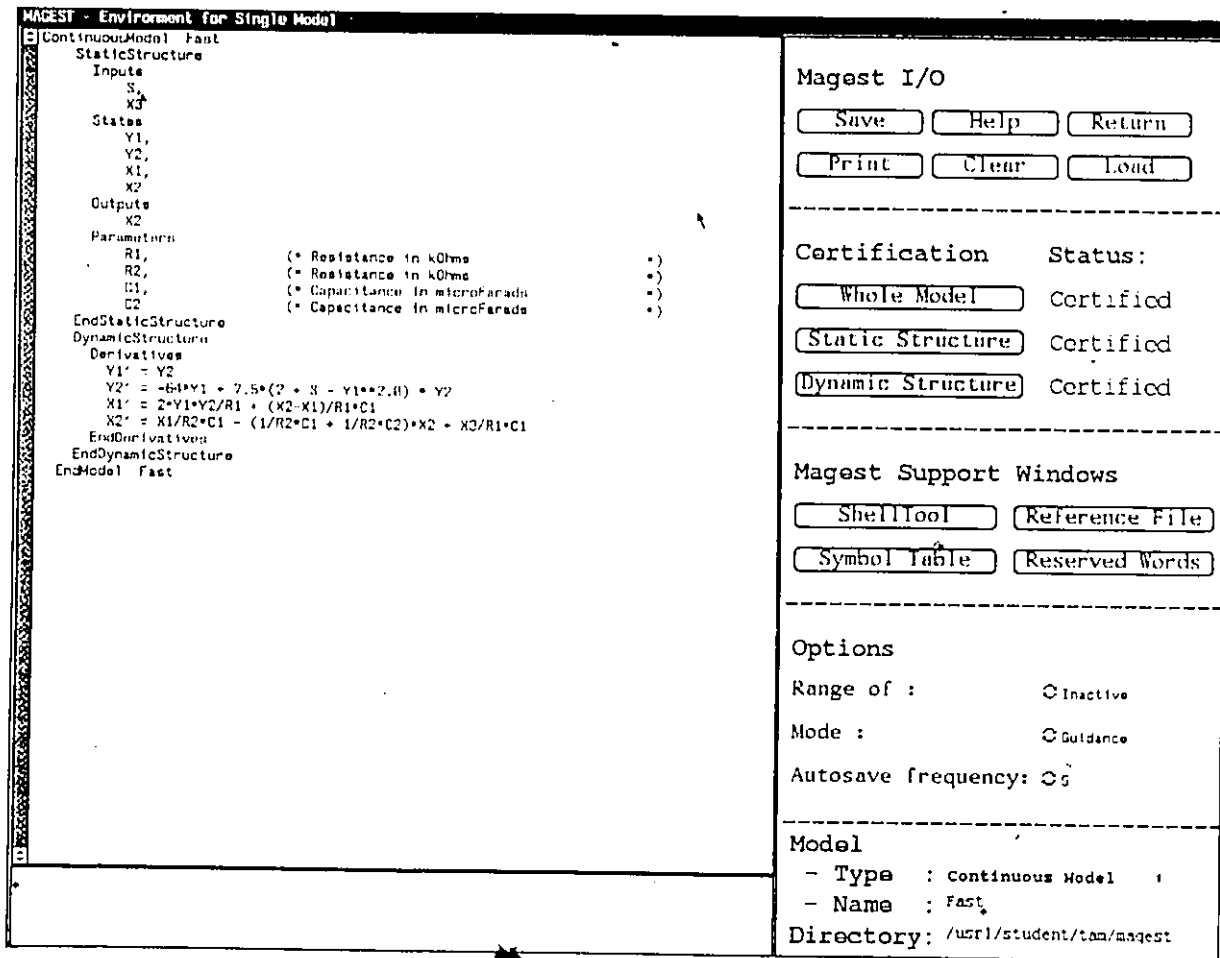 MAGEST - Environment for Single Model
ContinuousModel Fast
StaticStructure
Inputs
S,
X3
States
Y1,
Y2,
X1,
X2
Outputs
X2
Parameters
R1, (* Resistance in kOhms *)
R2, (* Resistance in kOhms *)
C1, (* Capacitance in microFarads *)
C2 (* Capacitance in microFarads *)
EndStaticStructure
DynamicStructure
Derivatives
Y1' = Y2
Y2' = -64*Y1 + 7.5*(2 + S - Y1**2.0) * Y2
X1' = 2*Y1*Y2/R1 + (X2-X1)/R1*C1
X2' = X1/R2*C1 - (1/R2*C1 + 1/R2*C2)*X2 + X3/R1*C1
EndDerivatives
EndDynamicStructure
EndModel Fast
Magest I/O
Save Help Return
Print Clear Load
Certification Status:
Whole Model Certified
Static Structure Certified
Dynamic Structure Certified
Magest Support Windows
ShellTool Reference File
Symbol Table Reserved Words
Options
Range of : Inactive
Mode : Guidance
Autosave frequency: 5
Model
- Type : Continuous Model
- Name : Fast
Directory: /usr1/student/tam/magest